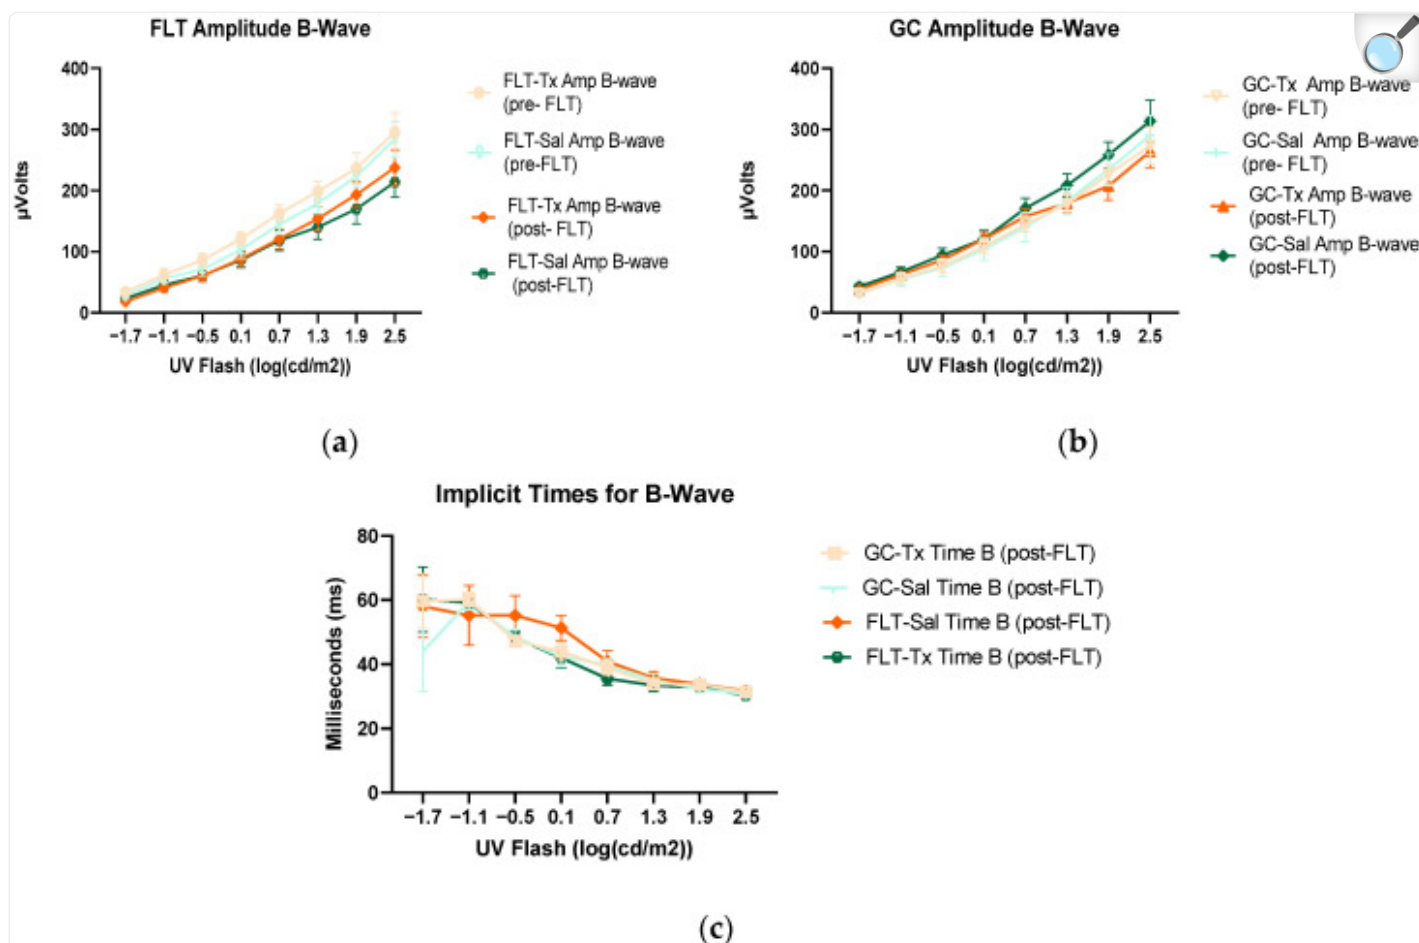 FLT Amplitude B-Wave
400
300
200
100
0
µVolts
−1.7 −1.1 −0.5 0.1 0.7 1.3 1.9 2.5
UV Flash (log(cd/m2))
FLT-Tx Amp B-wave
(pre- FLT)
FLT-Sal Amp B-wave
(pre-FLT)
FLT-Tx Amp B-wave
(post- FLT)
FLT-Sal Amp B-wave
(post-FLT)
(a)
GC Amplitude B-Wave
400
300
200
100
0
µVolts
−1.7 −1.1 −0.5 0.1 0.7 1.3 1.9 2.5
UV Flash (log(cd/m2))
GC-Tx Amp B-wave
(pre- FLT)
GC-Sal Amp B-wave
(pre- FLT)
GC-Tx Amp B-wave
(post-FLT)
GC-Sal Amp B-wave
(post-FLT)
(b)
Implicit Times for B-Wave
80
60
40
20
0
Milliseconds (ms)
−1.7 −1.1 −0.5 0.1 0.7 1.3 1.9 2.5
UV Flash (log(cd/m2))
GC-Tx Time B (post-FLT)
GC-Sal Time B (post-FLT)
FLT-Sal Time B (post-FLT)
FLT-Tx Time B (post-FLT)
(c)